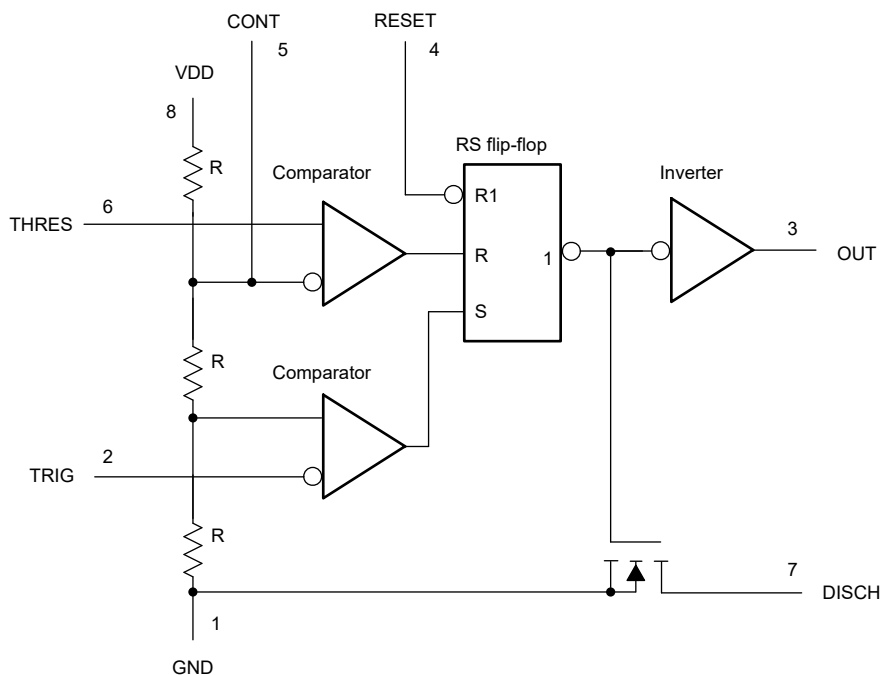 CONT
RESET
5
4
VDD
8
RS flip-flop
R
Comparator
Inverter
R1
6
THRES
3
R
1
OUT
S
R
Comparator
2
TRIG
R
7
DISCH
1
GND